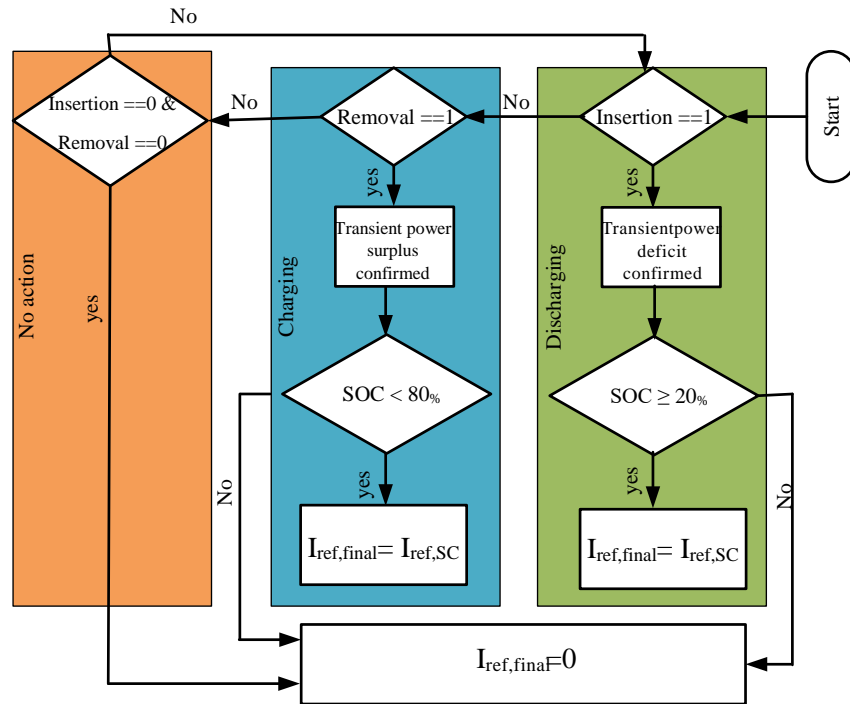 No
Insertion ==0 &
Removal ==0
No
Removal ==1
No
Insertion ==1
Start
yes
yes
Transient power
surplus
confirmed
Transientpower
deficit
confirmed
No action
yes
Charging
Discharging
SOC < 80%
SOC ≥ 20%
No
yes
yes
No
Iref,final= Iref,SC
Iref,final= Iref,SC
Iref,final=0